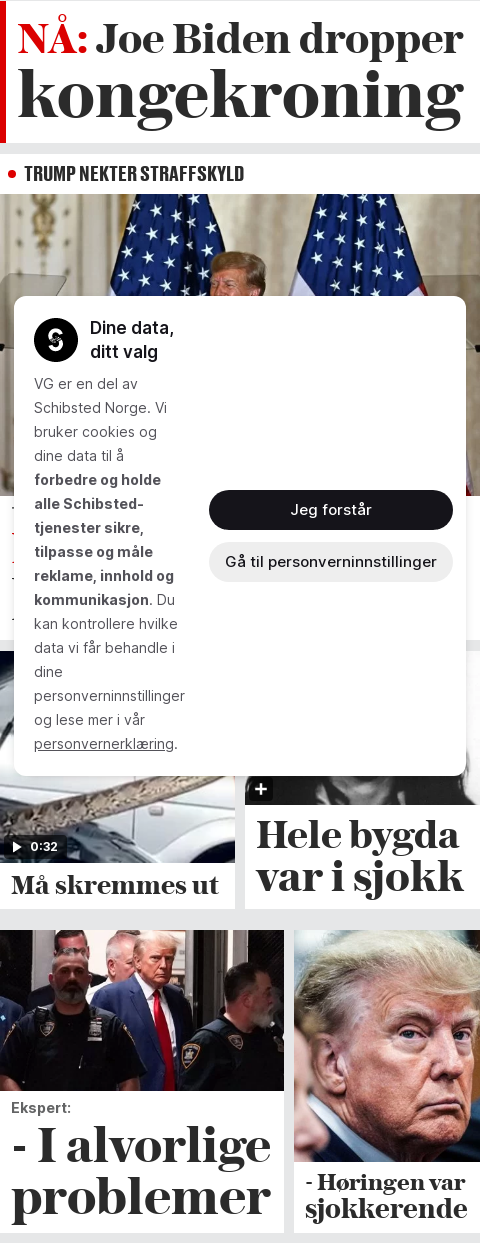 NÅ: Joe Biden dropper
kongekroning
TRUMP NEKTER STRAFFSKYLD
Dine data,
ditt valg
VG er en del av
Schibsted Norge. Vi
bruker cookies og
dine data til å
forbedre og holde
alle Schibsted-
tjenester sikre,
tilpasse og måle
reklame, innhold og
kommunikasjon. Du
kan kontrollere hvilke
data vi får behandle i
dine
personverninnstillinger
og lese mer i vår
personvernerklæring.
Jeg forstår
Gå til personverninnstillinger
0:32
Må skremmes ut
Hele bygda
var i sjokk
Ekspert:
- I alvorlige
problemer
- Høringen var
sjokkerende